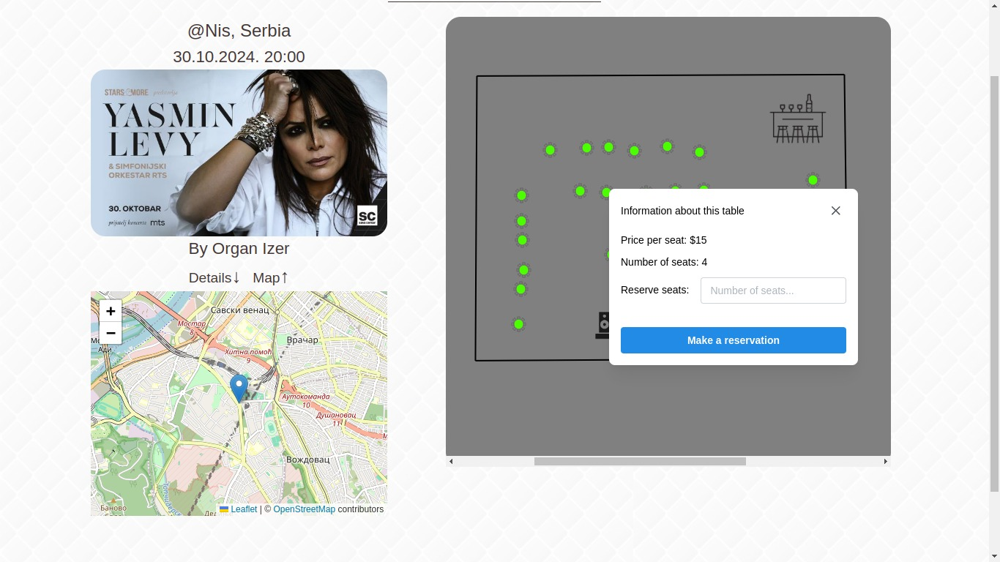 @Nis, Serbia
30.10.2024. 20:00
STARS&MORE predstavlja
YASMIN
LEVY
& SIMFONIJSKI
ORKESTAR RTS
30. OKTOBAR
prijatelj koncerta mts
SC
By Organ Izer
Details↓ Map↑
+
−
Савски венац
Мостар
8
Врачар
Ади
Хитна помоћ
9
Аутокоманда
10
Душановац
11
Вождовац
Баново
Leaflet | © OpenStreetMap contributors
Information about this table
Price per seat: $15
Number of seats: 4
Reserve seats: Number of seats...
Make a reservation